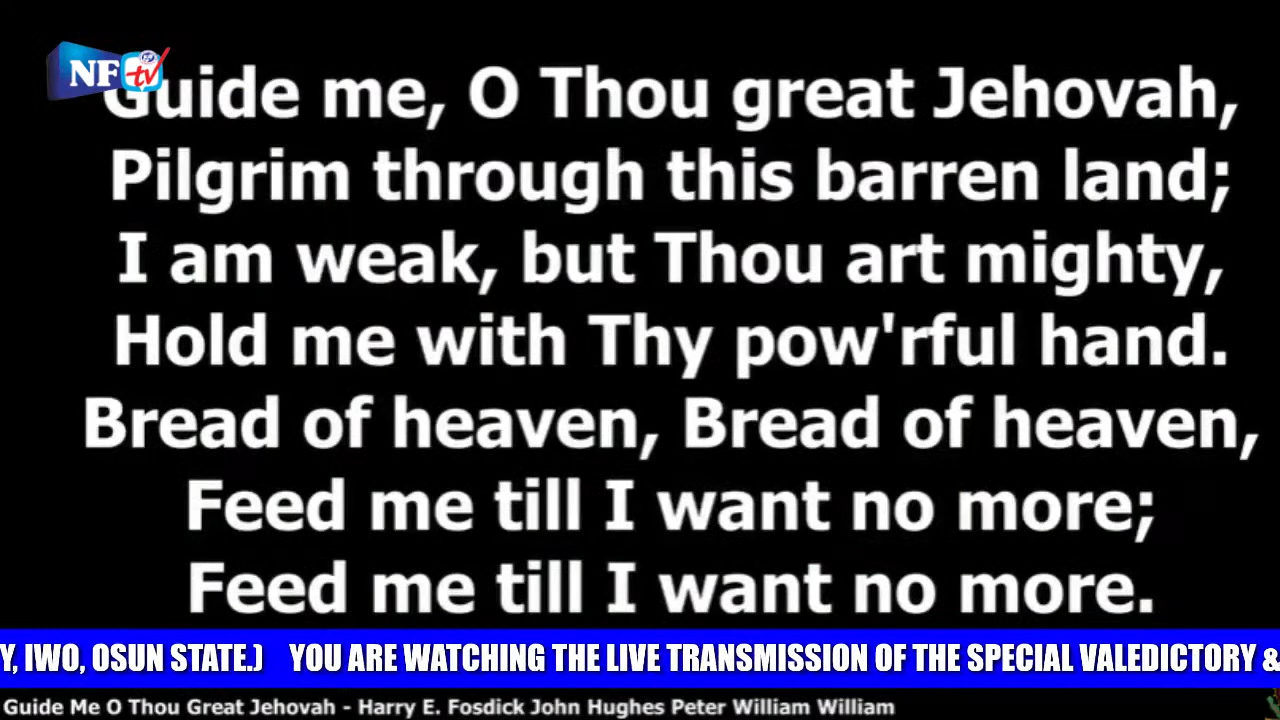 NF tv
Guide me, O Thou great Jehovah,
Pilgrim through this barren land;
I am weak, but Thou art mighty,
Hold me with Thy pow'rful hand.
Bread of heaven, Bread of heaven,
Feed me till I want no more;
Feed me till I want no more.
Y, IWO, OSUN STATE.) YOU ARE WATCHING THE LIVE TRANSMISSION OF THE SPECIAL VALEDICTORY &
Guide Me O Thou Great Jehovah - Harry E. Fosdick John Hughes Peter William William